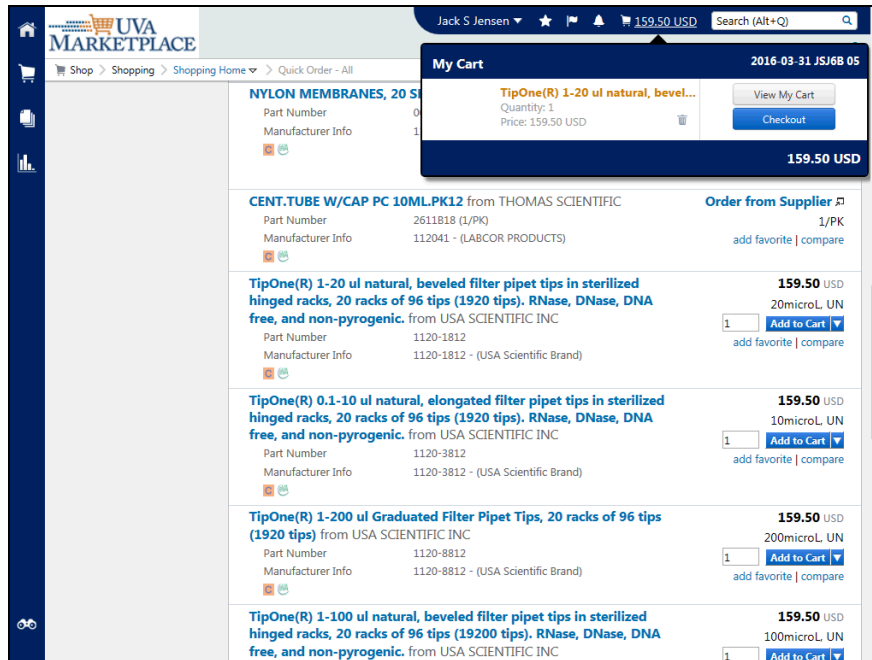 UVA
MARKETPLACE
Jack S Jensen
159.50 USD
Search (Alt+Q)
Shop > Shopping > Shopping Home > Quick Order - All
My Cart
2016-03-31 JSJ6B 05
TipOne(R) 1-20 ul natural, bevel...
Quantity: 1
Price: 159.50 USD
View My Cart
Checkout
159.50 USD
NYLON MEMBRANES, 20
Part Number
Manufacturer Info
C
CENT.TUBE W/CAP PC 10ML.PK12 from THOMAS SCIENTIFIC
Order from Supplier
Part Number 2611B18 (1/PK)
1/PK
Manufacturer Info 112041 - (LABCOR PRODUCTS)
add favorite | compare
C
TipOne(R) 1-20 ul natural, beveled filter pipet tips in sterilized
hinged racks, 20 racks of 96 tips (1920 tips). RNase, DNase, DNA
free, and non-pyrogenic. from USA SCIENTIFIC INC
159.50 USD
20microL, UN
1 Add to Cart
add favorite | compare
Part Number 1120-1812
Manufacturer Info 1120-1812 - (USA Scientific Brand)
C
TipOne(R) 0.1-10 ul natural, elongated filter pipet tips in sterilized
hinged racks, 20 racks of 96 tips (1920 tips). RNase, DNase, DNA
free, and non-pyrogenic. from USA SCIENTIFIC INC
159.50 USD
10microL, UN
1 Add to Cart
add favorite | compare
Part Number 1120-3812
Manufacturer Info 1120-3812 - (USA Scientific Brand)
C
TipOne(R) 1-200 ul Graduated Filter Pipet Tips, 20 racks of 96 tips
(1920 tips) from USA SCIENTIFIC INC
159.50 USD
200microL, UN
1 Add to Cart
add favorite | compare
Part Number 1120-8812
Manufacturer Info 1120-8812 - (USA Scientific Brand)
C
TipOne(R) 1-100 ul natural, beveled filter pipet tips in sterilized
hinged racks, 20 racks of 96 tips (19200 tips). RNase, DNase, DNA
free, and non-pyrogenic. from USA SCIENTIFIC INC
159.50 USD
100microL, UN
1 Add to Cart